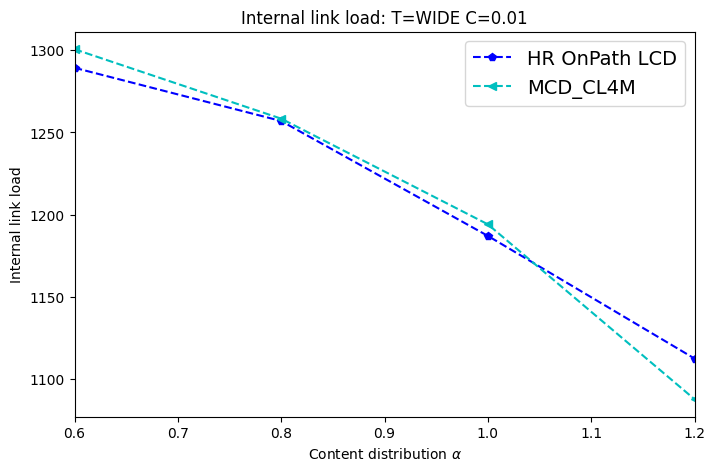 Internal link load: T=WIDE C=0.01
HR OnPath LCD
MCD_CL4M
Internal link load
1300
1250
1200
1150
1100
0.6 0.7 0.8 0.9 1.0 1.1 1.2
Content distribution α